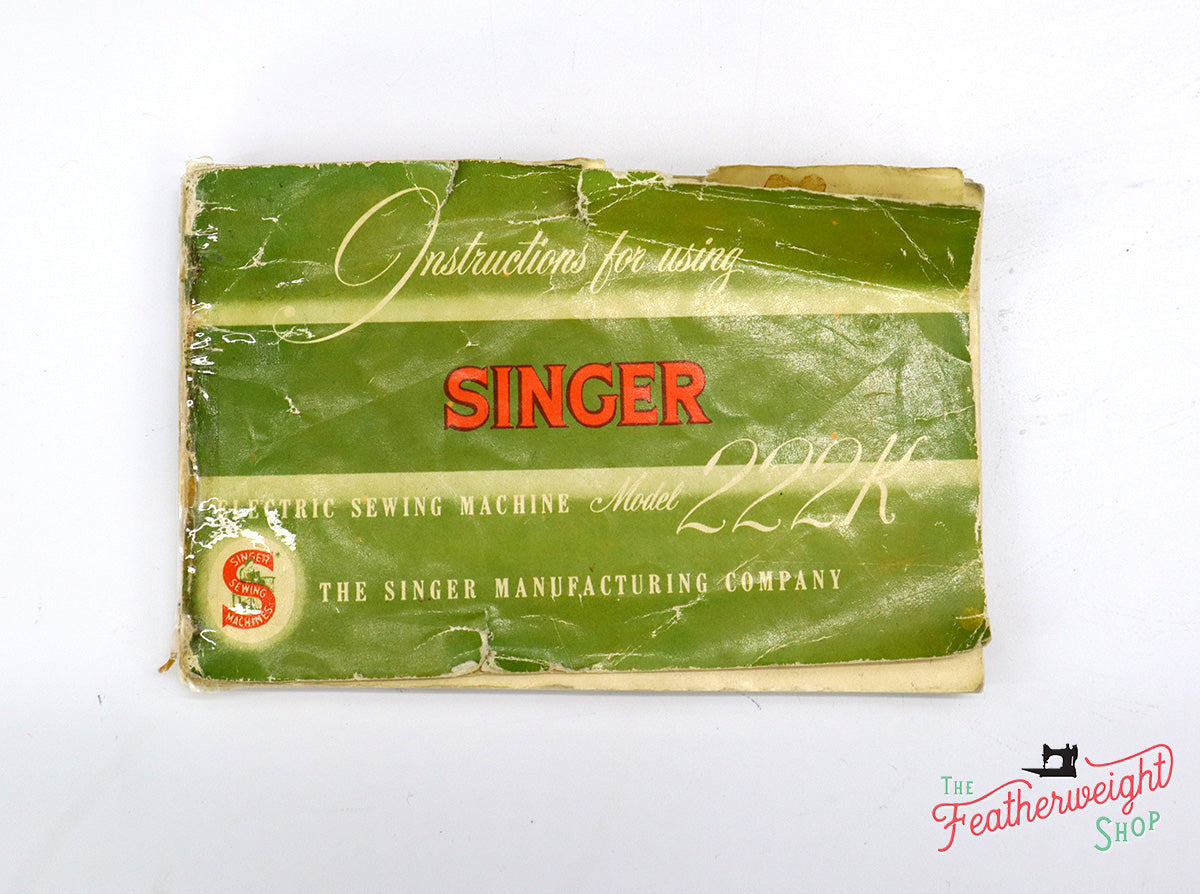 Instructions for using
SINGER
ELECTRIC SEWING MACHINE Model 222K
SINGER
SEWING
MACHINES
THE SINGER MANUFACTURING COMPANY
THE
Featherweight
SHOP